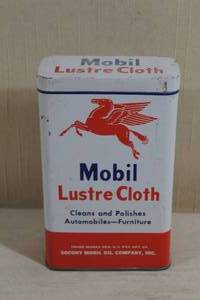 Mobil
Lustre Cloth
Mobil
Lustre Cloth
Cleans and Polishes
Automobiles—Furniture
SOCONY MOBIL OIL COMPANY, INC.